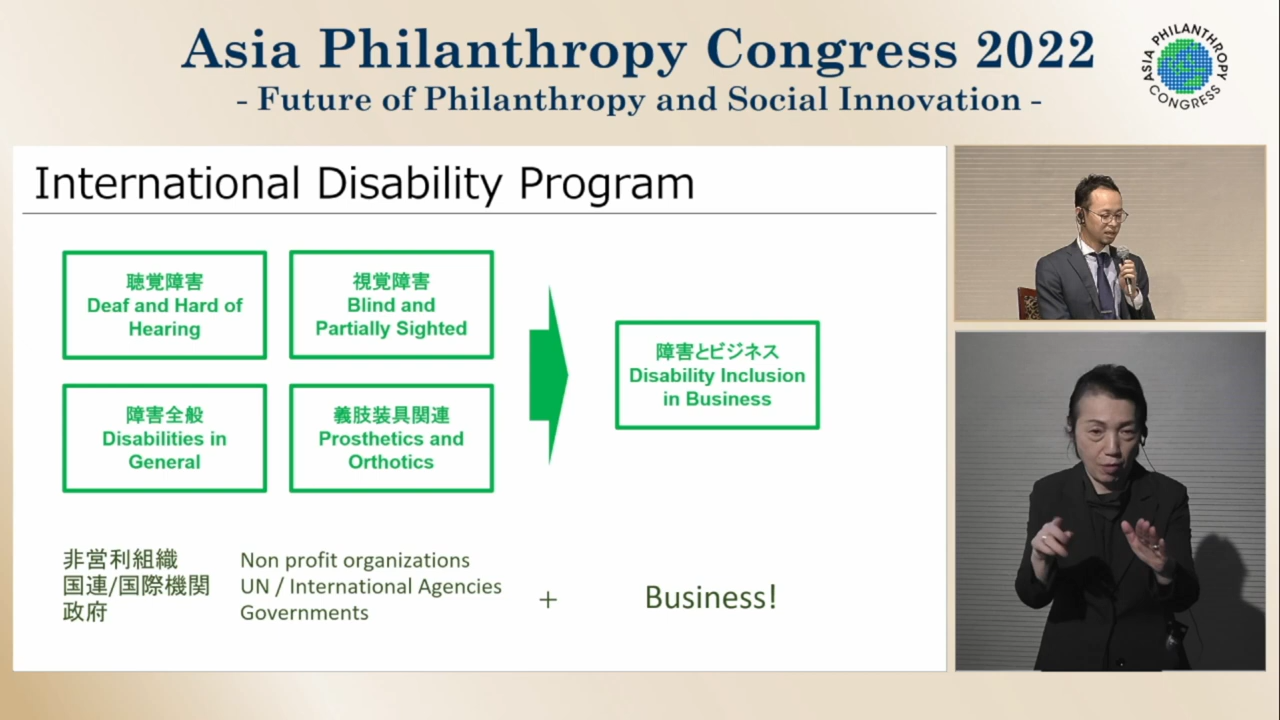 Asia Philanthropy Congress 2022
- Future of Philanthropy and Social Innovation -
ASIA PHILANTHROPY CONGRESS
International Disability Program
聴覚障害
Deaf and Hard of
Hearing
視覚障害
Blind and
Partially Sighted
障害全般
Disabilities in
General
義肢装具関連
Prosthetics and
Orthotics
障害とビジネス
Disability Inclusion
in Business
非営利組織
国連/国際機関
政府
Non profit organizations
UN / International Agencies
Governments
+
Business!